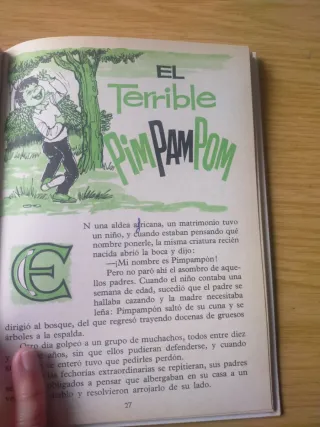 EL
Terrible
PIMPAMPOM
EN una aldea africana, un matrimonio tuvo
un niño, y cuando estaban pensando qué
nombre ponerle, la misma criatura recién
nacida abrió la boca y dijo:
—¡Mi nombre es Pimpampón!
Pero no paró ahí el asombro de aque-
llos padres. Cuando el niño contaba una
semana de edad, sucedió que el padre se
hallaba cazando y la madre necesitaba
leña: Pimpampón saltó de su cuna y se
dirigió al bosque, del que regresó trayendo docenas de gruesos
árboles a la espalda.
Otro día golpeó a un grupo de muchachos, todos entre diez
años, sin que ellos pudieran defenderse, y cuando
se enteró tuvo que pedirles perdón.
las fechorías extraordinarias se repitieran, sus padres
obligados a pensar que albergaban en su casa a un
y resolvieron arrojarlo de su lado.
27